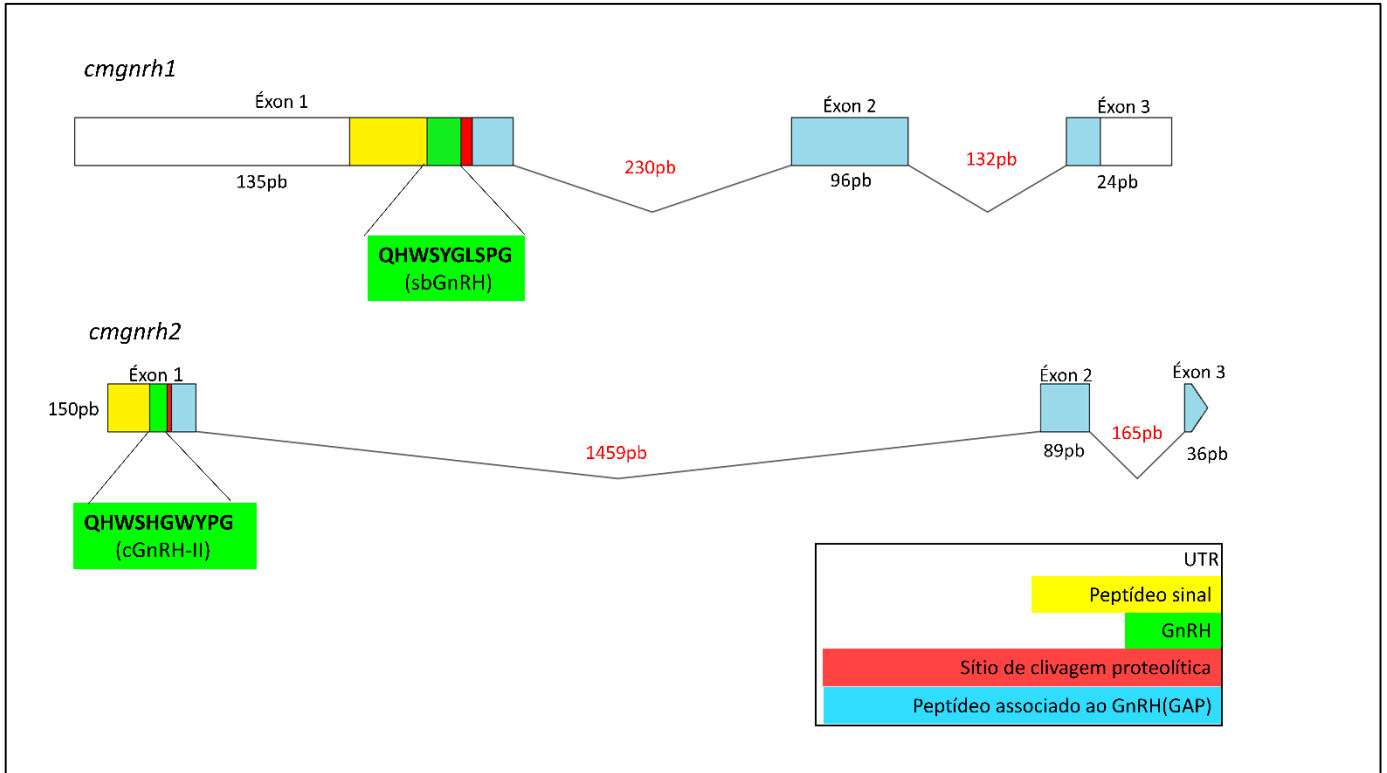 cmgnrh1
Éxon 1
Éxon 2
Éxon 3
135pb
230pb
96pb
132pb
24pb
QHWSYGLSPG
(sbGnRH)
cmgnrh2
Éxon 1
Éxon 2
Éxon 3
150pb
1459pb
89pb
165pb
36pb
QHWSHGWYPG
(cGnRH-II)
UTR
Peptídeo sinal
GnRH
Sítio de clivagem proteolítica
Peptídeo associado ao GnRH(GAP)